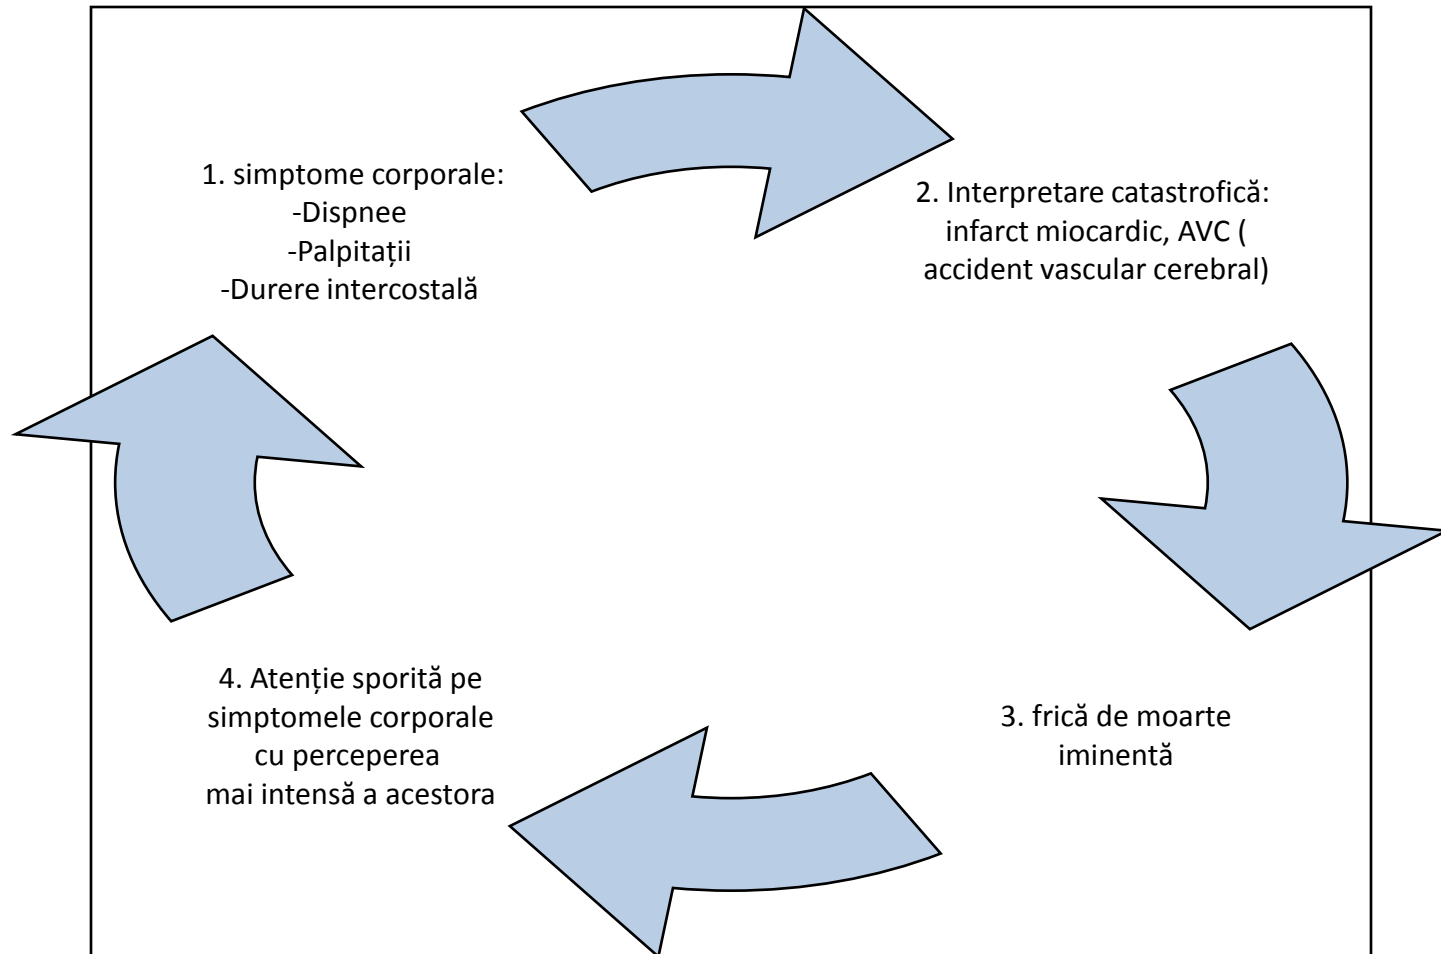 1. simptome corporale:
-Dispnee
-Palpitații
-Durere intercostală
2. Interpretare catastrofică:
infarct miocardic, AVC (
accident vascular cerebral)
3. frică de moarte
iminentă
4. Atenție sporită pe
simptomele corporale
cu perceperea
mai intensă a acestora